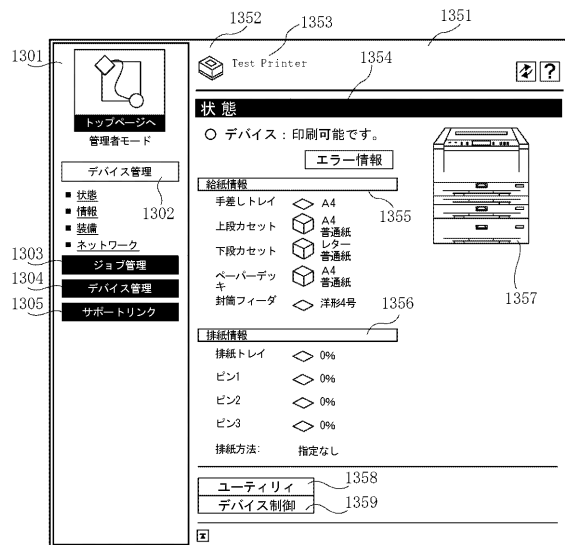 1352
1353
1351
1301
Test Printer
1354
?
トップページへ
管理者モード
状態
○ デバイス：印刷可能です。
エラー情報
デバイス管理
1302
■ 状態
■ 情報
■ 装備
■ ネットワーク
1303
ジョブ管理
1304
デバイス管理
1305
サポートリンク
給紙情報
1355
手差しトレイ A4
上段カセット A4
普通紙
下段カセット レター
普通紙
ペーパーデッ
キ
A4
普通紙
封筒フィーダ 洋形4号
1357
1356
排紙情報
排紙トレイ 0%
ビン1 0%
ビン2 0%
ビン3 0%
排紙方法: 指定なし
1358
ユーティリィ
デバイス制御
1359